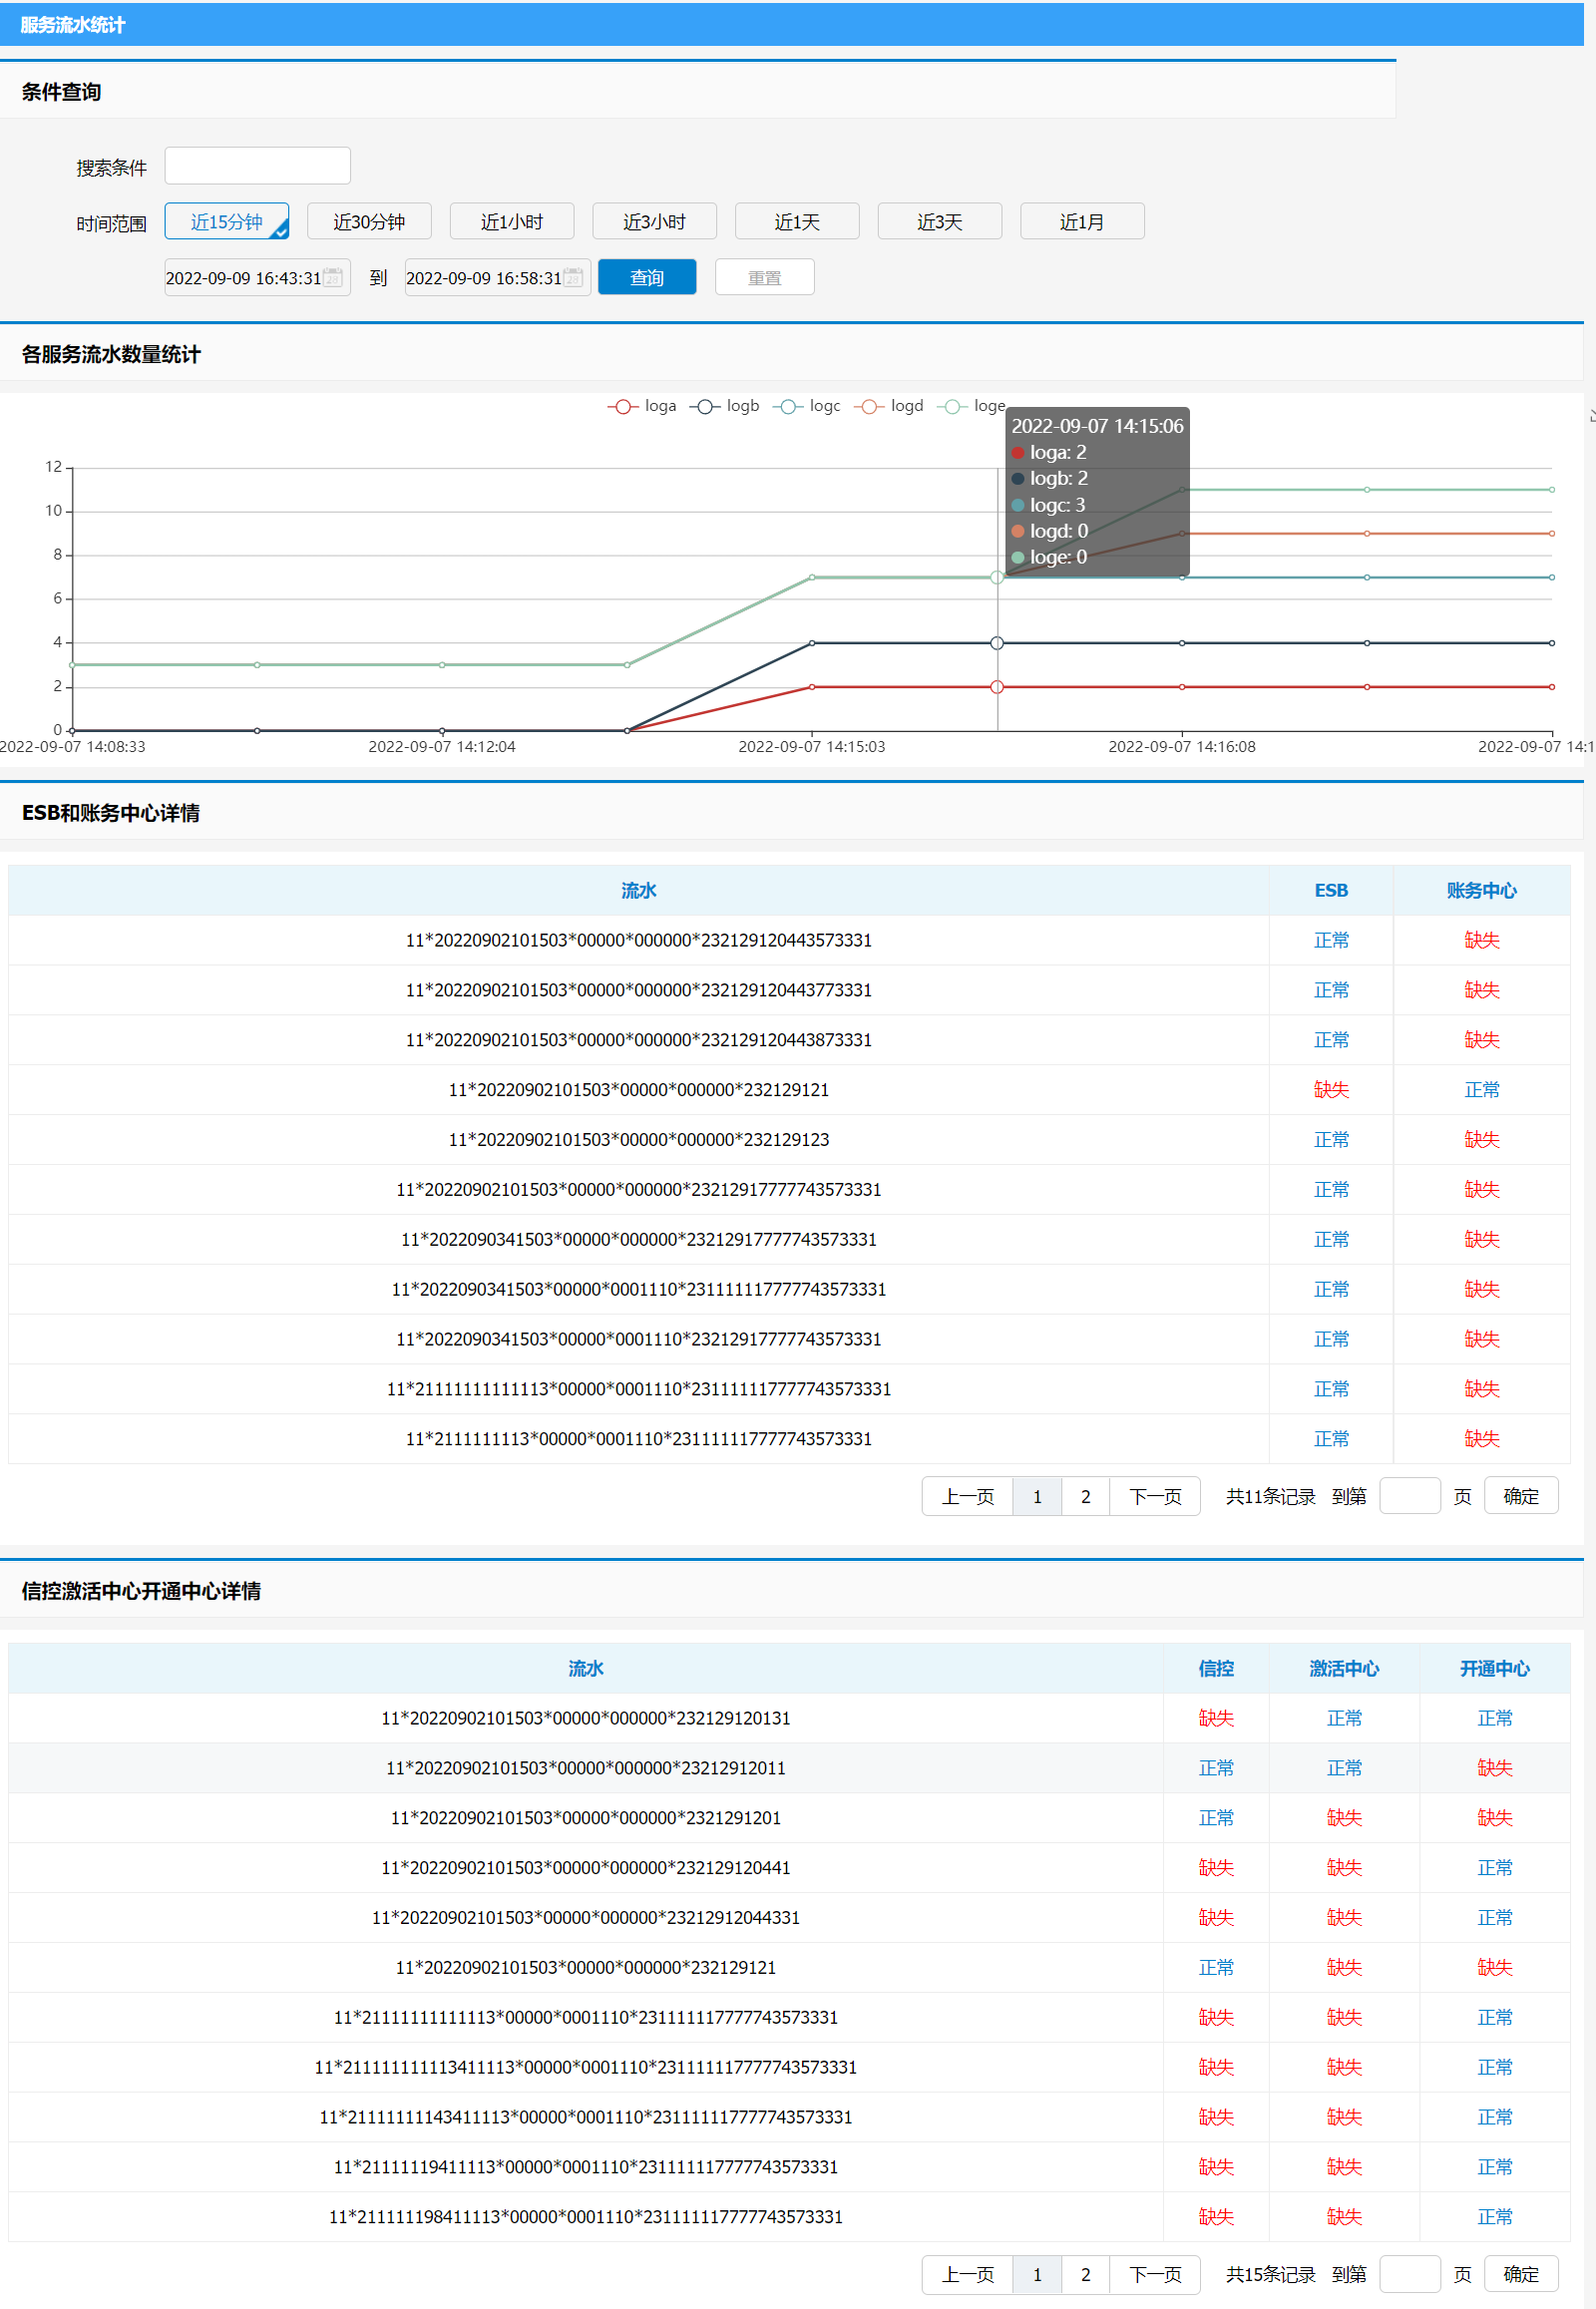 服务流水统计
条件查询
搜索条件
时间范围 近15分钟 近30分钟 近1小时 近3小时 近1天 近3天 近1月
2022-09-09 16:43:31 到 2022-09-09 16:58:31 查询 重置
各服务流水数量统计
loga logb logc logd loge
2022-09-07 14:15:06
loga: 2
logb: 2
logc: 3
logd: 0
loge: 0
12
10
8
6
4
2
0
2022-09-07 14:08:33 2022-09-07 14:12:04 2022-09-07 14:15:03 2022-09-07 14:16:08 2022-09-07 14:1
ESB和账务中心详情
流水 ESB 账务中心
11*20220902101503*00000*000000*232129120443573331 正常 缺失
11*20220902101503*00000*000000*232129120443773331 正常 缺失
11*20220902101503*00000*000000*232129120443873331 正常 缺失
11*20220902101503*00000*000000*232129121 缺失 正常
11*20220902101503*00000*000000*232129123 正常 缺失
11*20220902101503*00000*000000*23212917777743573331 正常 缺失
11*2022090341503*00000*000000*23212917777743573331 正常 缺失
11*2022090341503*00000*0001110*231111117777743573331 正常 缺失
11*2022090341503*00000*0001110*23212917777743573331 正常 缺失
11*21111111111113*00000*0001110*231111117777743573331 正常 缺失
11*2111111113*00000*0001110*231111117777743573331 正常 缺失
上一页 1 2 下一页 共11条记录 到第 页 确定
信控激活中心开通中心详情
流水 信控 激活中心 开通中心
11*20220902101503*00000*000000*232129120131 缺失 正常 正常
11*20220902101503*00000*000000*23212912011 正常 正常 缺失
11*20220902101503*00000*000000*2321291201 正常 缺失 缺失
11*20220902101503*00000*000000*232129120441 缺失 缺失 正常
11*20220902101503*00000*000000*23212912044331 缺失 缺失 正常
11*20220902101503*00000*000000*232129121 正常 缺失 缺失
11*21111111111113*00000*0001110*231111117777743573331 缺失 缺失 正常
11*211111111113411113*00000*0001110*231111117777743573331 缺失 缺失 正常
11*21111111143411113*00000*0001110*231111117777743573331 缺失 缺失 正常
11*21111119411113*00000*0001110*231111117777743573331 缺失 缺失 正常
11*211111198411113*00000*0001110*231111117777743573331 缺失 缺失 正常
上一页 1 2 下一页 共15条记录 到第 页 确定